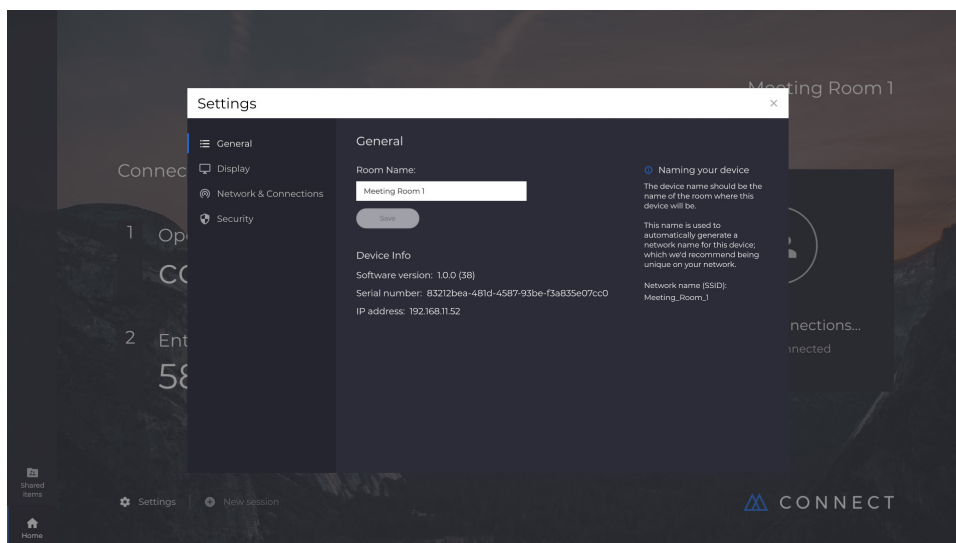 Meeting Room 1
Settings
General
Display
Network & Connections
Security
General
Room Name:
Meeting Room 1
Save
Device Info
Software version: 1.0.0 (38)
Serial number: 83212bea-481d-4587-93be-f3a835e07cc0
IP address: 192.168.11.52
Naming your device
The device name should be the
name of the room where this
device will be.
This name is used to
automatically generate a
network name for this device;
which we'd recommend being
unique on your network.
Network name (SSID):
Meeting_Room_1
Connec
1
Op
2
Ent
58
nections...
nnected
Shared
items
Home
Settings
New session
CONNECT